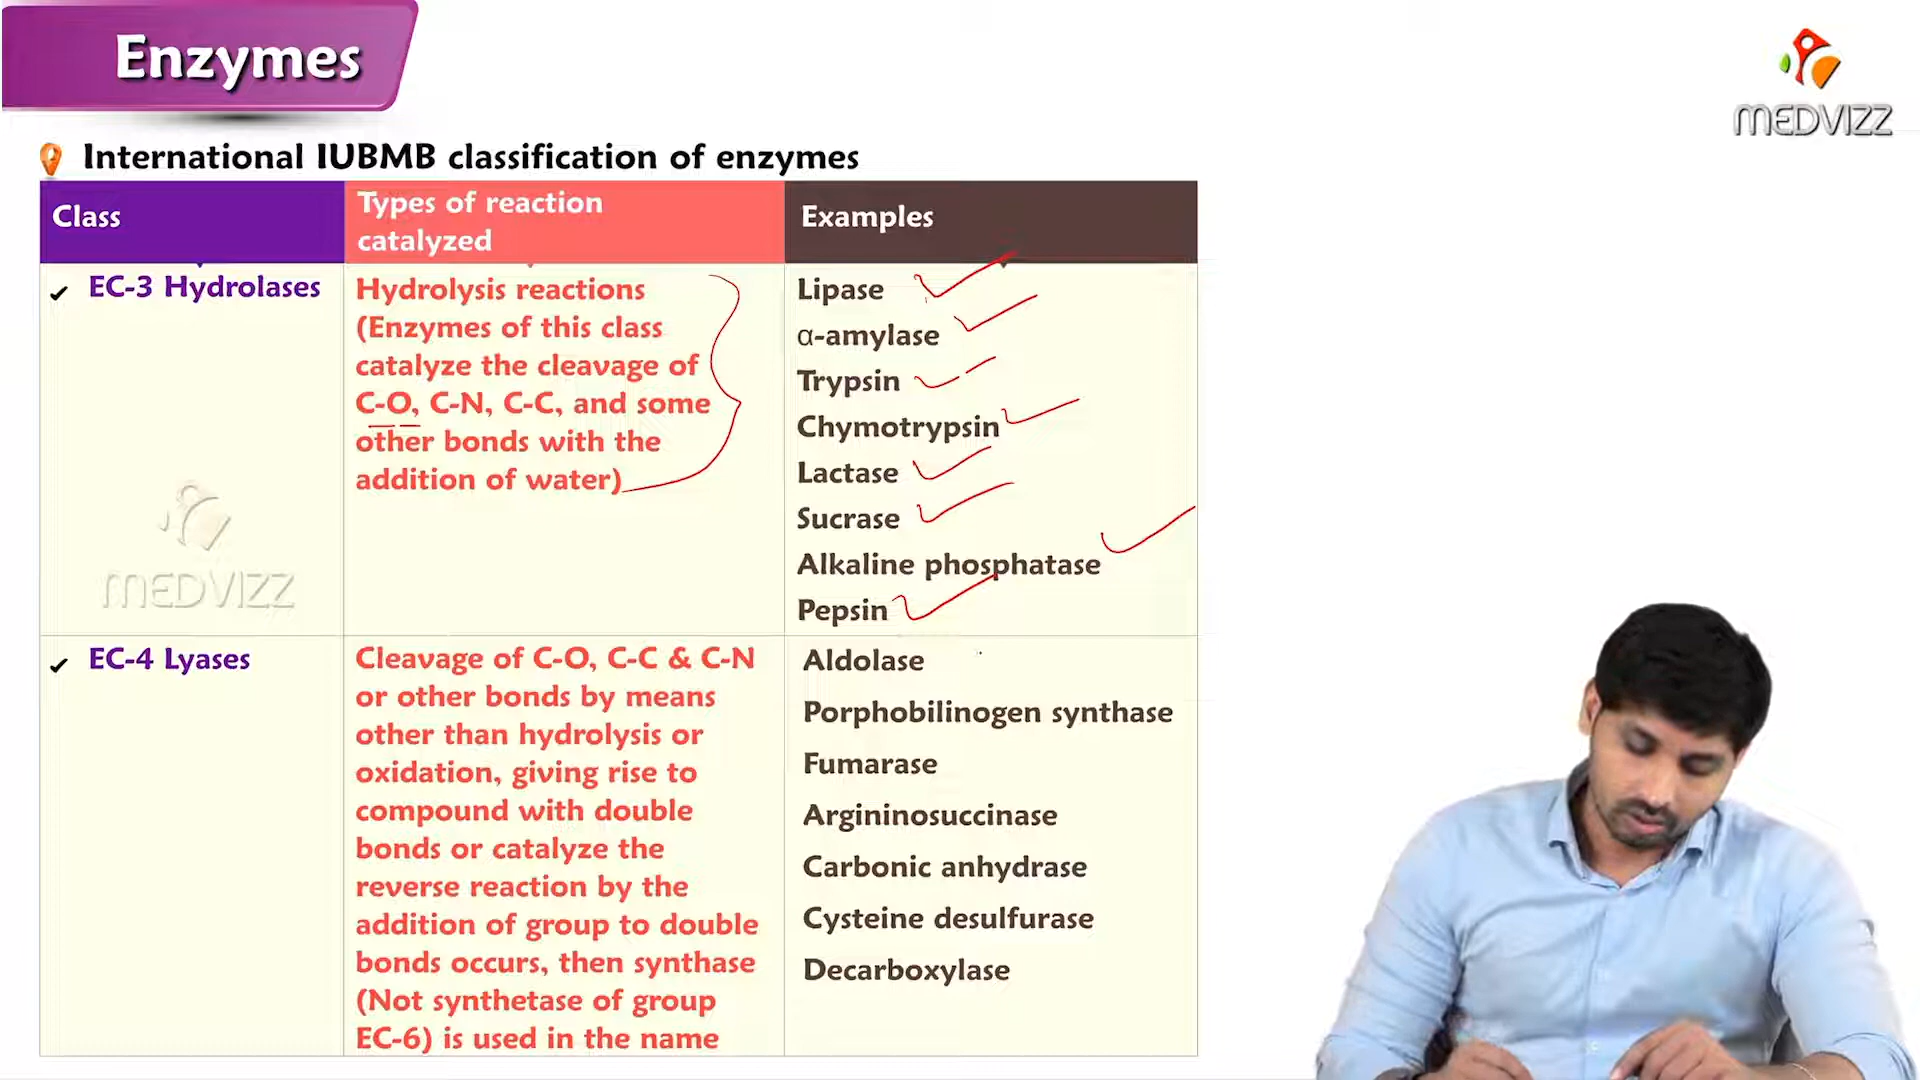 Enzymes
MEDVIZZ
International IUBMB classification of enzymes
Class
Types of reaction
catalyzed
Examples
EC-3 Hydrolases
Hydrolysis reactions
(Enzymes of this class
catalyze the cleavage of
C-O, C-N, C-C, and some
other bonds with the
addition of water)
Lipase
α-amylase
Trypsin
Chymotrypsin
Lactase
Sucrase
Alkaline phosphatase
Pepsin
MEDVIZZ
EC-4 Lyases
Cleavage of C-O, C-C & C-N
or other bonds by means
other than hydrolysis or
oxidation, giving rise to
compound with double
bonds or catalyze the
reverse reaction by the
addition of group to double
bonds occurs, then synthase
(Not synthetase of group
EC-6) is used in the name
Aldolase
Porphobilinogen synthase
Fumarase
Argininosuccinase
Carbonic anhydrase
Cysteine desulfurase
Decarboxylase